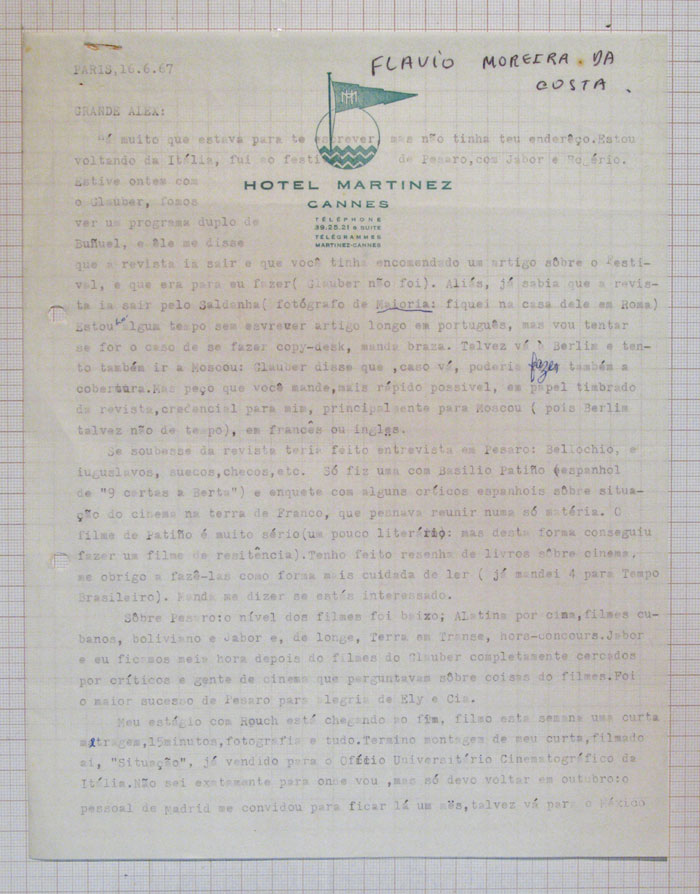 FLAVIO MOREIRA DA
COSTA.
PARIS,16.6.67
GRANDE ALEX:
HM
"á muito que estava para te escrever, mas não tinha teu enderêço.Estou
voltando da Itália, fui ao festi de Pesaro,com Jabor e Rogério.
Estive ontem com
o Glauber, fomos
ver um programa duplo de
Buñuel, e êle me disse
HOTEL MARTINEZ
CANNES
TÉLÉPHONE
39.25.21 & SUITE
TÉLÉGRAMMES
MARTINEZ-CANNES
que a revista ia sair e que você tinha encomendado um artigo sôbre o Festi-
val, e que era para eu fazer( Glauber não foi). Aliás, já sabia que a revis-
ta ia sair pelo Saldanha( fotógrafo de Maioria: fiquei na casa dele em Roma)
Estou há algum tempo sem esvrever artigo longo em português, mas vou tentar
se for o caso de se fazer copy-desk, manda braza. Talvez vá à Berlim e ten-
to também ir a Moscou: Glauber disse que ,caso vá, poderia fazer também a
cobertura.Mas peço que você mande,mais rápido possivel, em papel timbrado
da revista,credencial para mim, principalmente para Moscou ( pois Berlim
talvez não de tempo), em francês ou inglas.
Se soubesse da revista teria feito entrevista em Pesaro: Bellochio, e
iuguslavos, suecos,checos,etc. Só fiz uma com Basilio Patiño (espanhol
de "9 cartas a Berta") e enquete com alguns críicos espanhois sôbre situa-
ção do cinema na terra de Franco, que pesnava reunir numa só matéria. O
filme de Patiño é muito sério(um pouco literário: mas desta forma conseguiu
fazer um filme de resitência).Tenho feito resenha de livros sôbre cinema,
me obrigo a fazê-las como forma mais cuidada de ler ( já mandei 4 para Tempo
Brasileiro). Manda me dizer se estás interessado.
Sôbre Pesaro:o nível dos filmes foi baixo; ALatina por cima,filmes cu-
banos, boliviano e Jabor e, de longe, Terra em Transe, hors-concours.Jabor
e eu ficamos meia hora depois do filmes do Glauber completamente cercados
por críticos e gente de cinema que perguntavam sôbre coisas do filmes.Foi
o maior sucesso de Pesaro para alegria de Ely e Cia.
Meu estágio com Rouch está chegando ao fim, filmo esta semana uma curta
metragem,15minutos,fotografia e tudo.Termino montagem de meu curta,filmado
aí, "Situação", já vendido para o Ofício Universitário Cinematográfico da
Itália.Não sei exatamente para onde vou ,mas só devo voltar em outubro:o
pessoal de Madrid me convidou para ficar lá um mês,talvez vá para o México